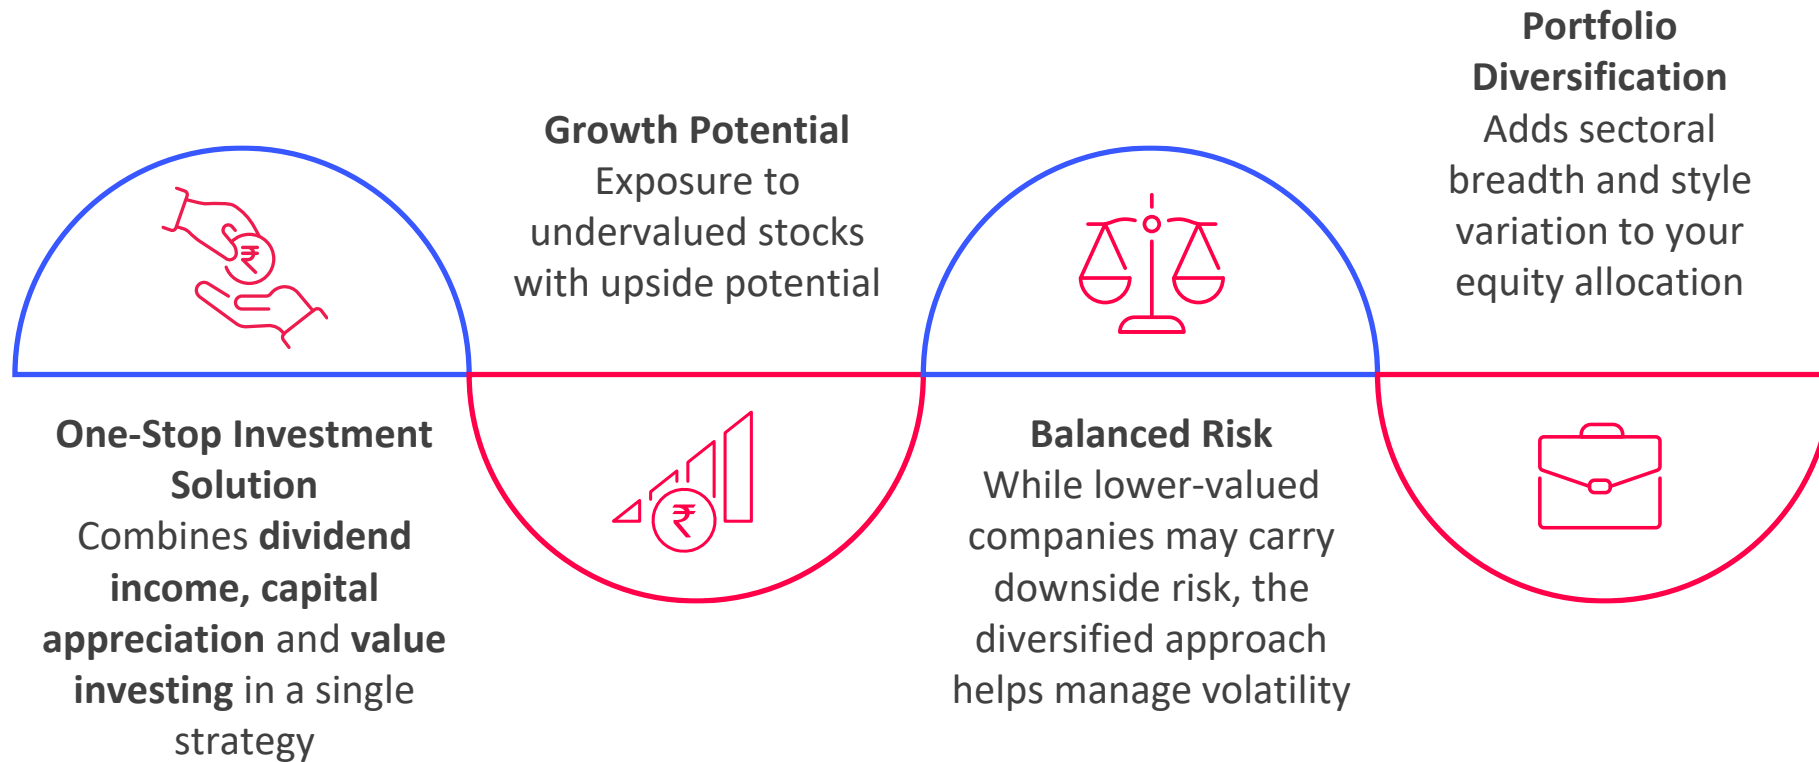 One-Stop Investment
Solution
Combines dividend
income, capital
appreciation and value
investing in a single
strategy
Growth Potential
Exposure to
undervalued stocks
with upside potential
₹
₹
Balanced Risk
While lower-valued
companies may carry
downside risk, the
diversified approach
helps manage volatility
Portfolio
Diversification
Adds sectoral
breadth and style
variation to your
equity allocation